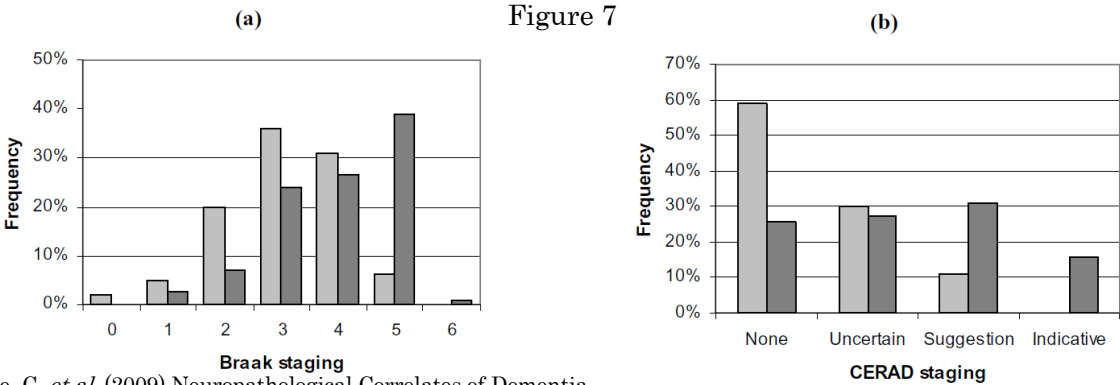 Figure 7
(a)
50%
40%
30%
20%
10%
0%
Frequency
0 1 2 3 4 5 6
Braak staging
(b)
70%
60%
50%
40%
30%
20%
10%
0%
Frequency
None Uncertain Suggestion Indicative
CERAD staging
C. et al. (2009) Neuropathological Correlates of Dementia